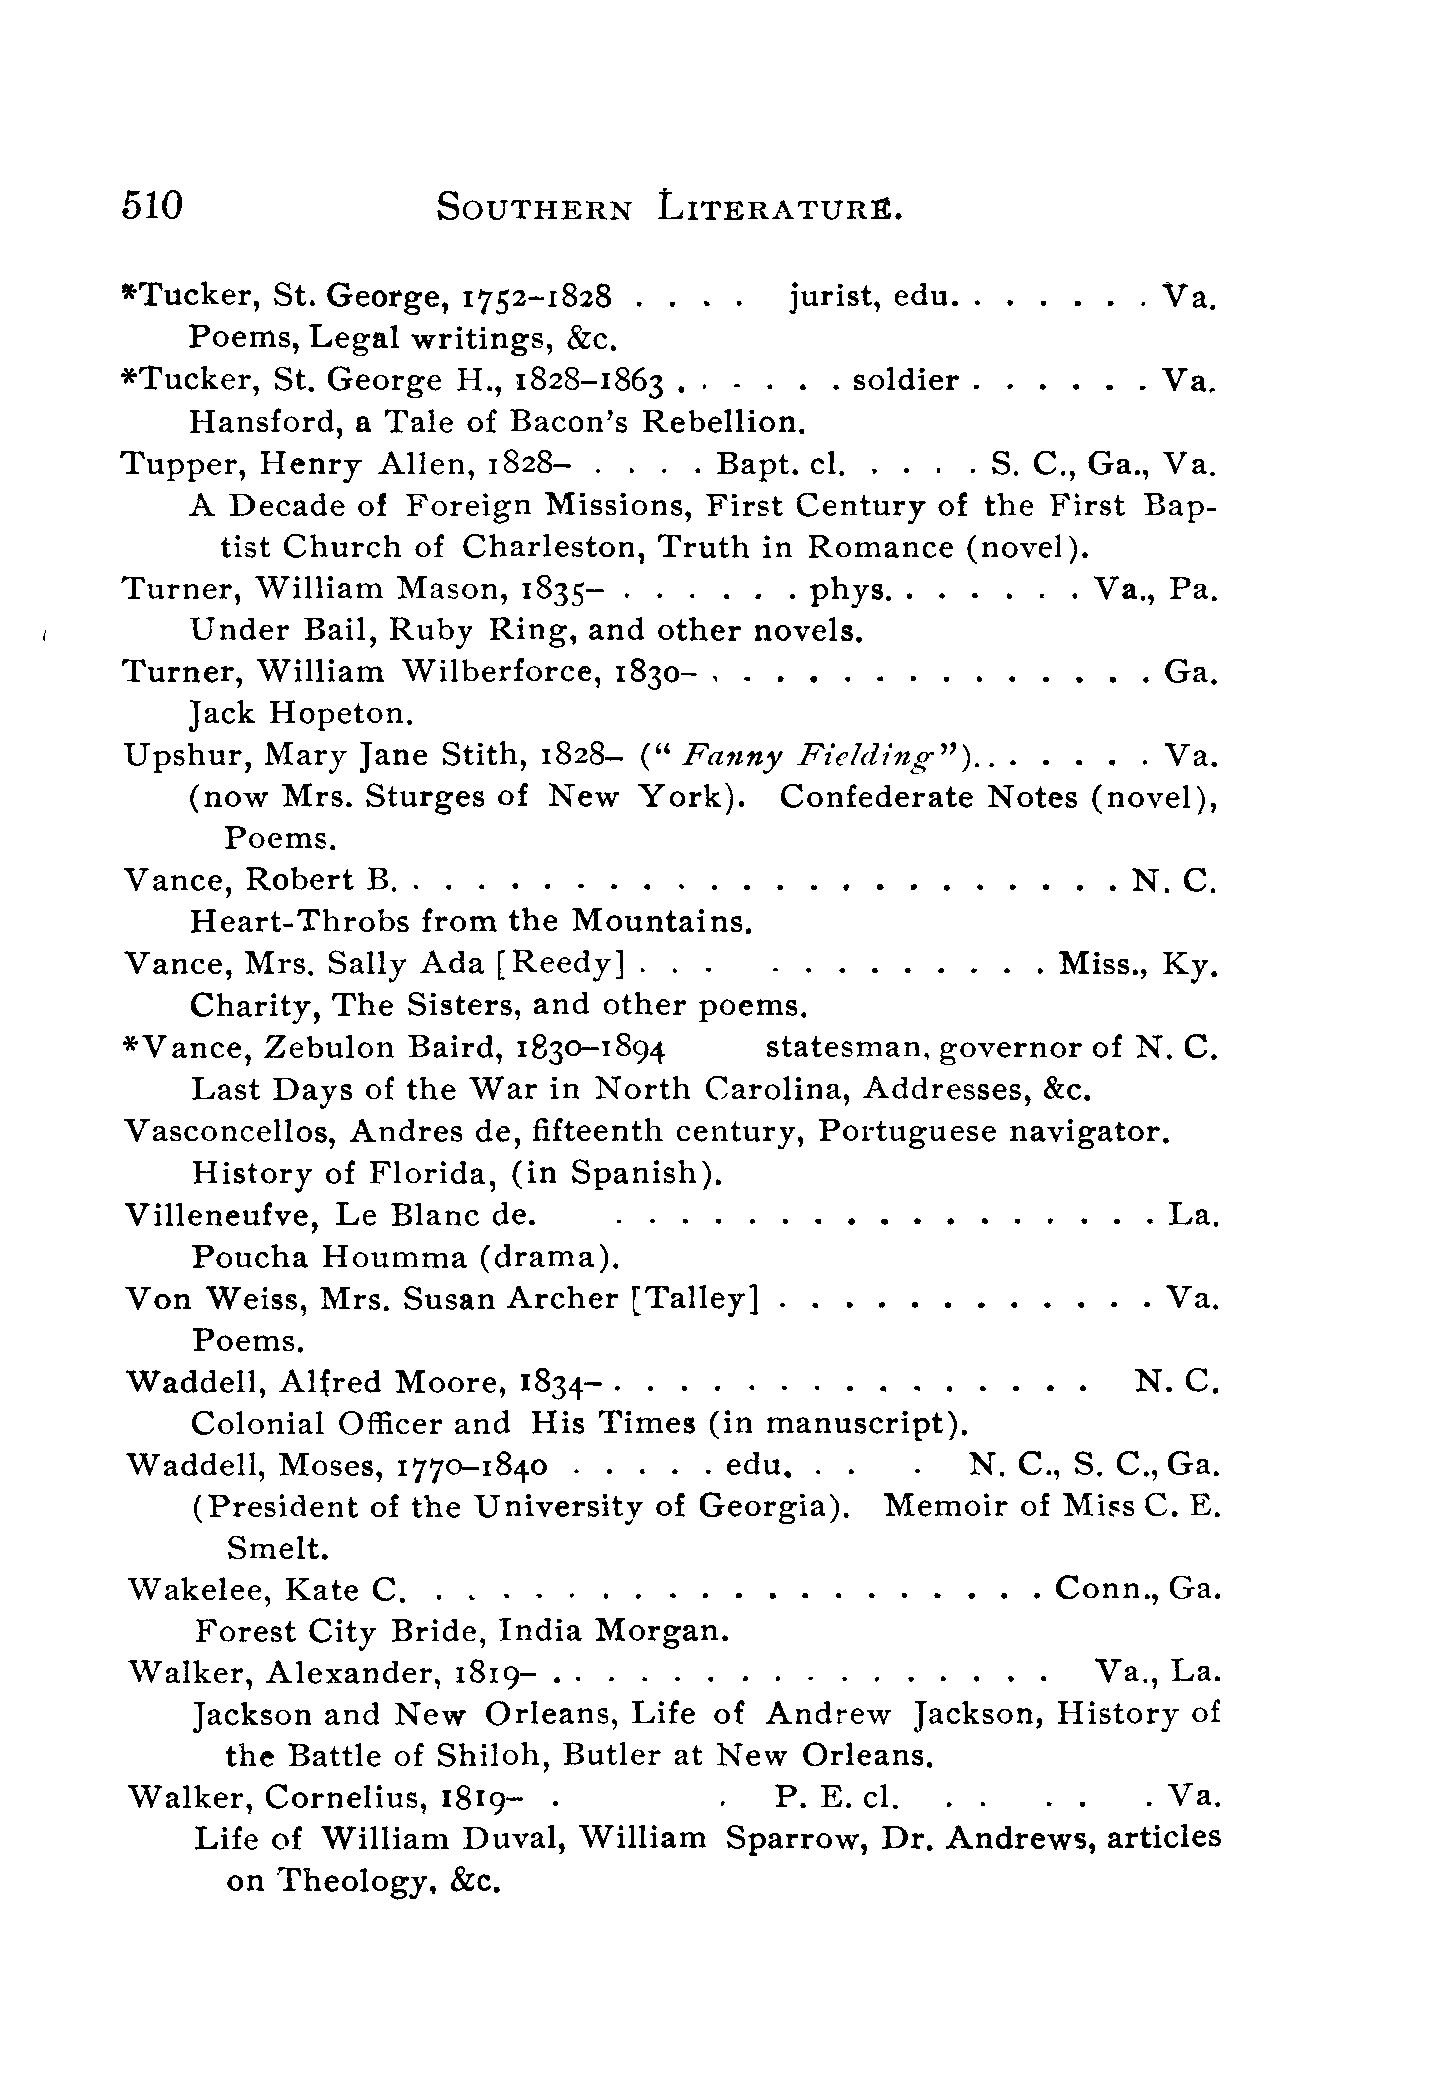 510 SOUTHERN LITERATURE.
*Tucker, St. George, 1752–1828 . . . . jurist, edu. . . . . . . Va.
Poems, Legal writings, &c.
*Tucker, St. George H., 1828–1863 . . . . . . soldier . . . . . . Va.
Hansford, a Tale of Bacon's Rebellion.
Tupper, Henry Allen, 1828– . . . . Bapt. cl. . . . . S. C., Ga., Va.
A Decade of Foreign Missions, First Century of the First Bap-
tist Church of Charleston, Truth in Romance (novel).
Turner, William Mason, 1835– . . . . . . phys. . . . . . . Va., Pa.
Under Bail, Ruby Ring, and other novels.
Turner, William Wilberforce, 1830– . . . . . . . . . . . . . . Ga.
Jack Hopeton.
Upshur, Mary Jane Stith, 1828– (“ Fanny Fielding”). . . . . . . Va.
(now Mrs. Sturges of New York). Confederate Notes (novel),
Poems.
Vance, Robert B. . . . . . . . . . . . . . . . . . . . . . . N. C.
Heart-Throbs from the Mountains.
Vance, Mrs. Sally Ada [Reedy] . . . . . . . . . . . . Miss., Ky.
Charity, The Sisters, and other poems.
*Vance, Zebulon Baird, 1830–1894 statesman, governor of N. C.
Last Days of the War in North Carolina, Addresses, &c.
Vasconcellos, Andres de, fifteenth century, Portuguese navigator.
History of Florida, (in Spanish).
Villeneufve, Le Blanc de. . . . . . . . . . . . . . . . . . La.
Poucha Houmma (drama).
Von Weiss, Mrs. Susan Archer [Talley] . . . . . . . . . . . . Va.
Poems.
Waddell, Alfred Moore, 1834– . . . . . . . . . . . . . . . N. C.
Colonial Officer and His Times (in manuscript).
Waddell, Moses, 1770–1840 . . . . . edu. . . . N. C., S. C., Ga.
(President of the University of Georgia). Memoir of Miss C. E.
Smelt.
Wakelee, Kate C. . . . . . . . . . . . . . . . . . . . Conn., Ga.
Forest City Bride, India Morgan.
Walker, Alexander, 1819– . . . . . . . . . . . . . . . . Va., La.
Jackson and New Orleans, Life of Andrew Jackson, History of
the Battle of Shiloh, Butler at New Orleans.
Walker, Cornelius, 1819– . . P. E. cl. . . . . . Va.
Life of William Duval, William Sparrow, Dr. Andrews, articles
on Theology, &c.